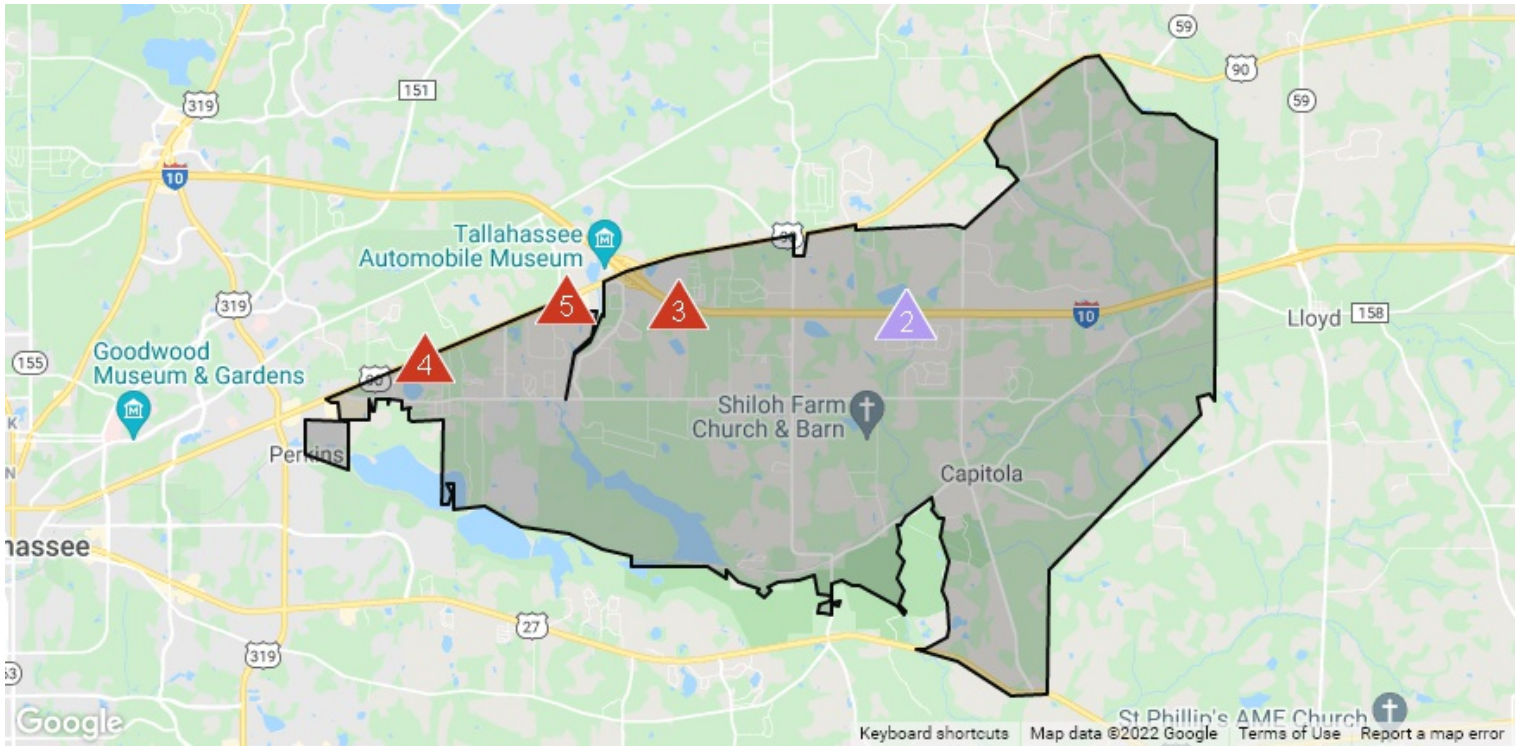 59
90
319
151
59
10
Tallahassee
Automobile Museum
90
319
5
3
2
10
Lloyd
158
Goodwood
Museum & Gardens
155
4
90
Shiloh Farm
Church & Barn
K
N
Perkins
Capitola
hassee
27
319
Google
St Phillip's AME Church
Keyboard shortcuts
Map data ©2022 Google
Terms of Use
Report a map error